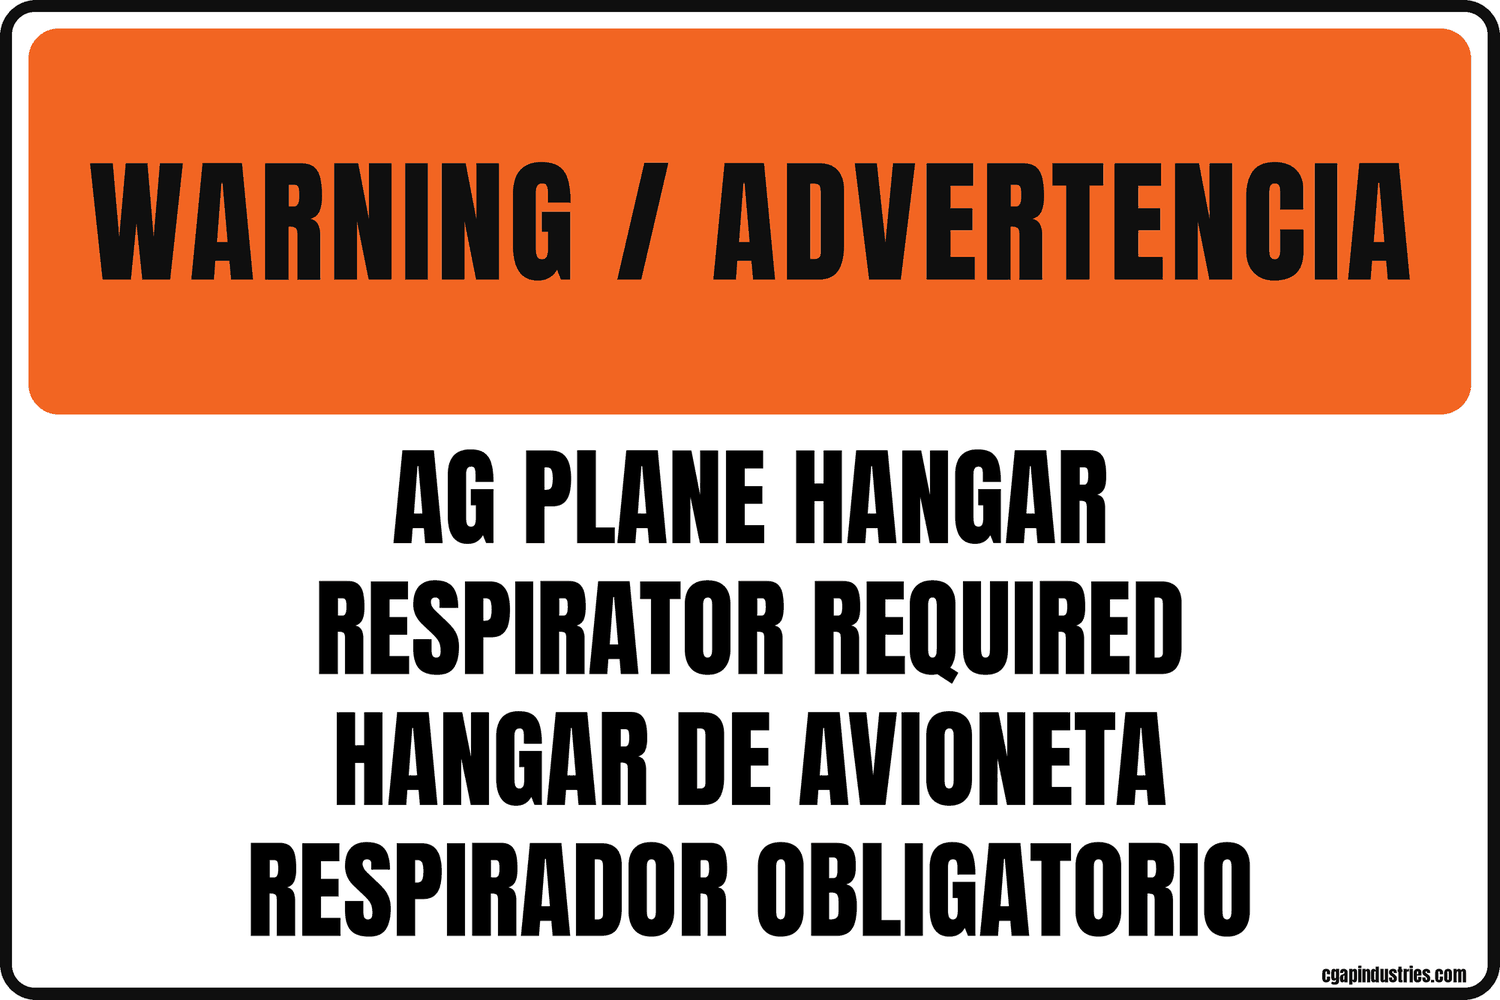 WARNING / ADVERTENCIA
AG PLANE HANGAR
RESPIRATOR REQUIRED
HANGAR DE AVIONETA
RESPIRADOR OBLIGATORIO
cgapindustries.com